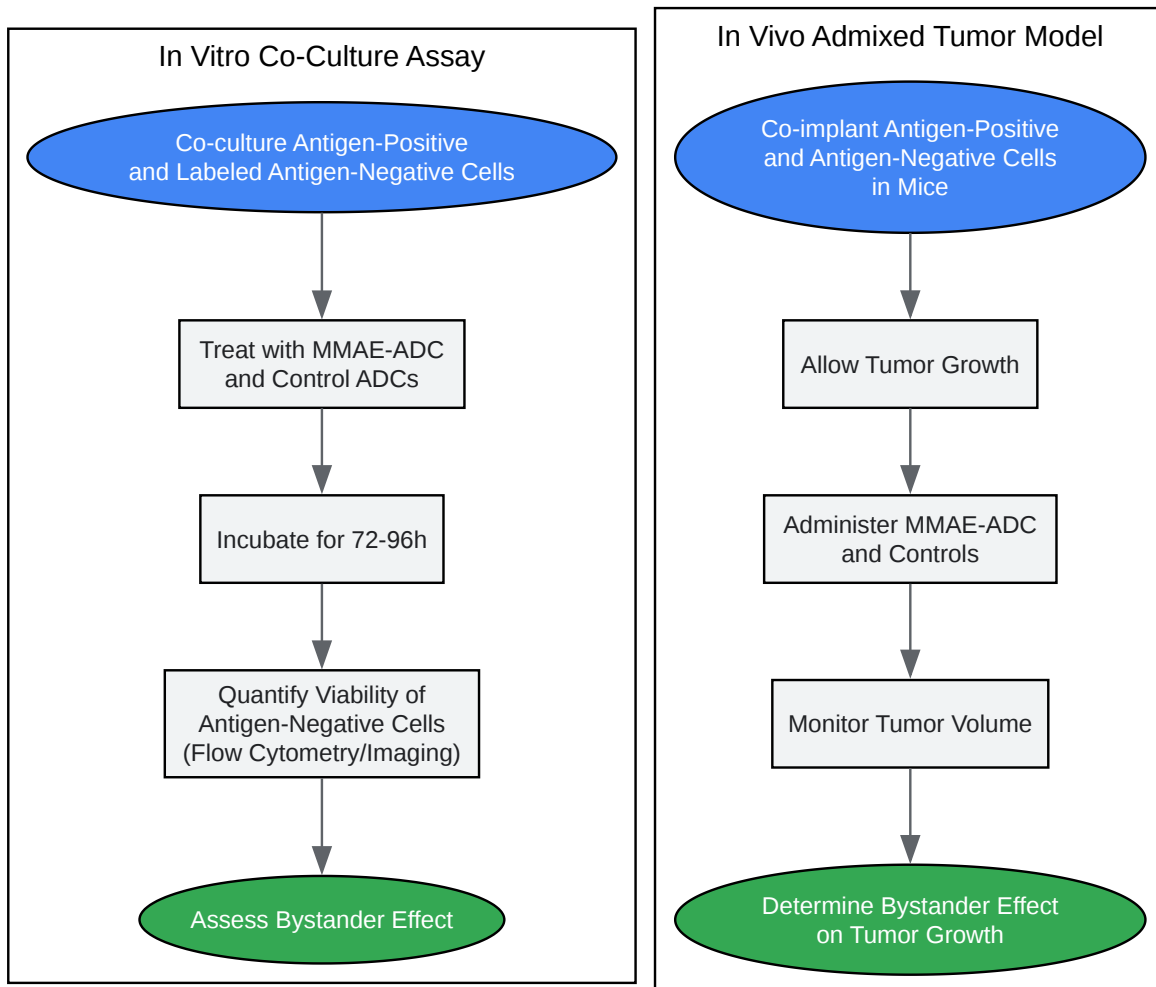 In Vitro Co-Culture Assay
Co-culture Antigen-Positive
and Labeled Antigen-Negative Cells
Treat with MMAE-ADC
and Control ADCs
Incubate for 72-96h
Quantify Viability of
Antigen-Negative Cells
(Flow Cytometry/Imaging)
Assess Bystander Effect
In Vivo Admixed Tumor Model
Co-implant Antigen-Positive
and Antigen-Negative Cells
in Mice
Allow Tumor Growth
Administer MMAE-ADC
and Controls
Monitor Tumor Volume
Determine Bystander Effect
on Tumor Growth